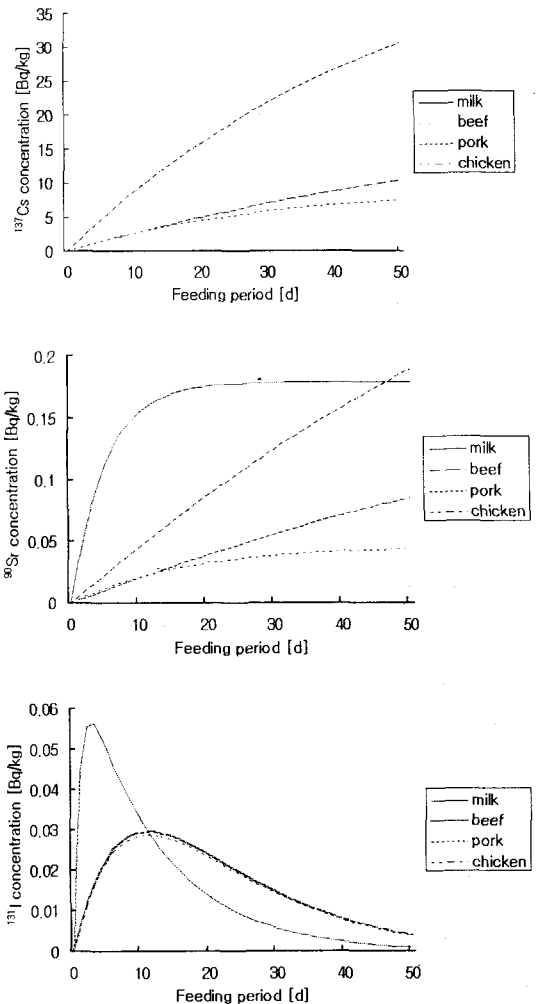 35
30
25
20
15
10
5
0
¹³⁷Cs concentration [Bq/kg]
0 10 20 30 40 50
Feeding period [d]
milk
beef
pork
chicken
0.2
0.15
0.1
0.05
0
⁹⁰Sr concentration [Bq/kg]
0 10 20 30 40 50
Feeding period [d]
milk
beef
pork
chicken
0.06
0.05
0.04
0.03
0.02
0.01
0
¹³¹I concentration [Bq/kg]
0 10 20 30 40 50
Feeding period [d]
milk
beef
pork
chicken